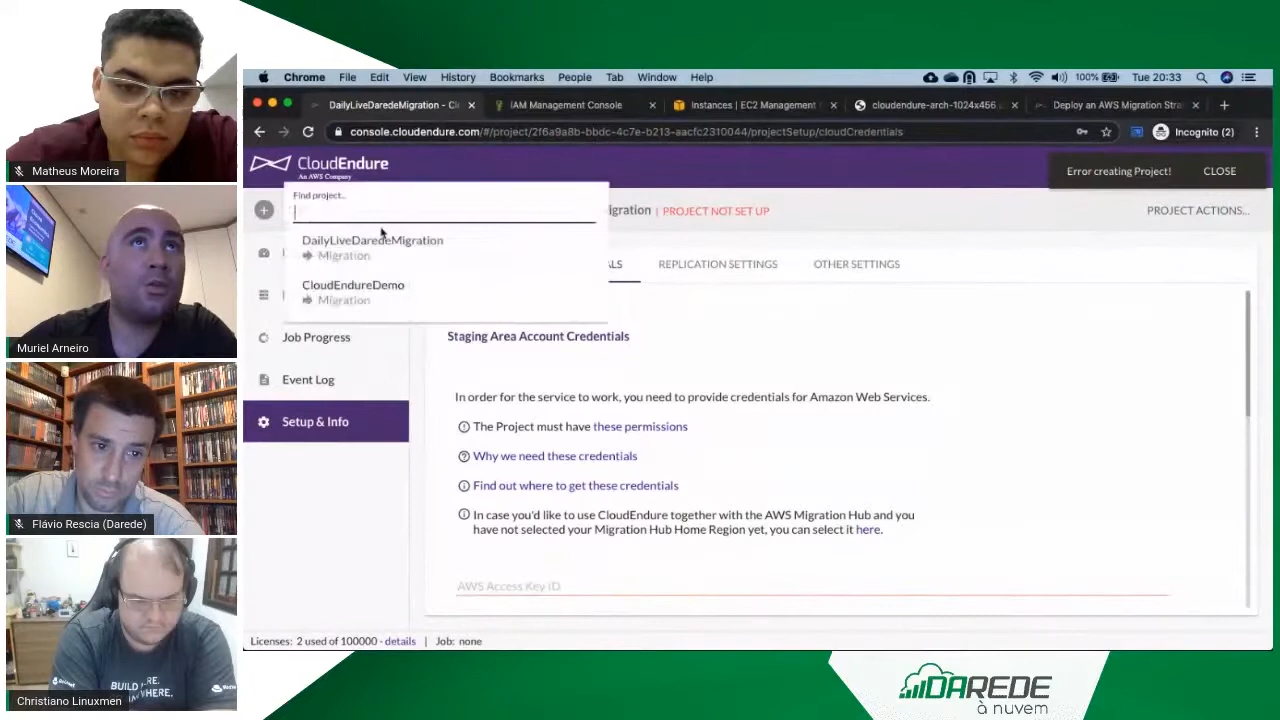 Matheus Moreira
Muriel Arneiro
Flávio Rescia (Darede)
BUILD
Christiano Linuxmen
Chrome File Edit View History Bookmarks People Tab Window Help
100% Tue 20:33
DailyLiveDaredeMigration - Cl
IAM Management Console
Instances | EC2 Management
cloudendure-arch-1024x456
Deploy an AWS Migration Stra
console.cloudendure.com/#/project/2f6a9a8b-bbdc-4c7e-b213-aacfc2310044/projectSetup/cloudCredentials
Incognito (2)
CloudEndure
An AWS Company
Error creating Project! CLOSE
Find project...
igration | PROJECT NOT SET UP
PROJECT ACTIONS...
DailyLiveDaredeMigration
Migration
CloudEndureDemo
Migration
ALS REPLICATION SETTINGS OTHER SETTINGS
Job Progress
Event Log
Setup & Info
Staging Area Account Credentials
In order for the service to work, you need to provide credentials for Amazon Web Services.
The Project must have these permissions
Why we need these credentials
Find out where to get these credentials
In case you'd like to use CloudEndure together with the AWS Migration Hub and you
have not selected your Migration Hub Home Region yet, you can select it here.
AWS Access Key ID
Licenses: 2 used of 100000 - details | Job: none
DAREDE
à nuvem